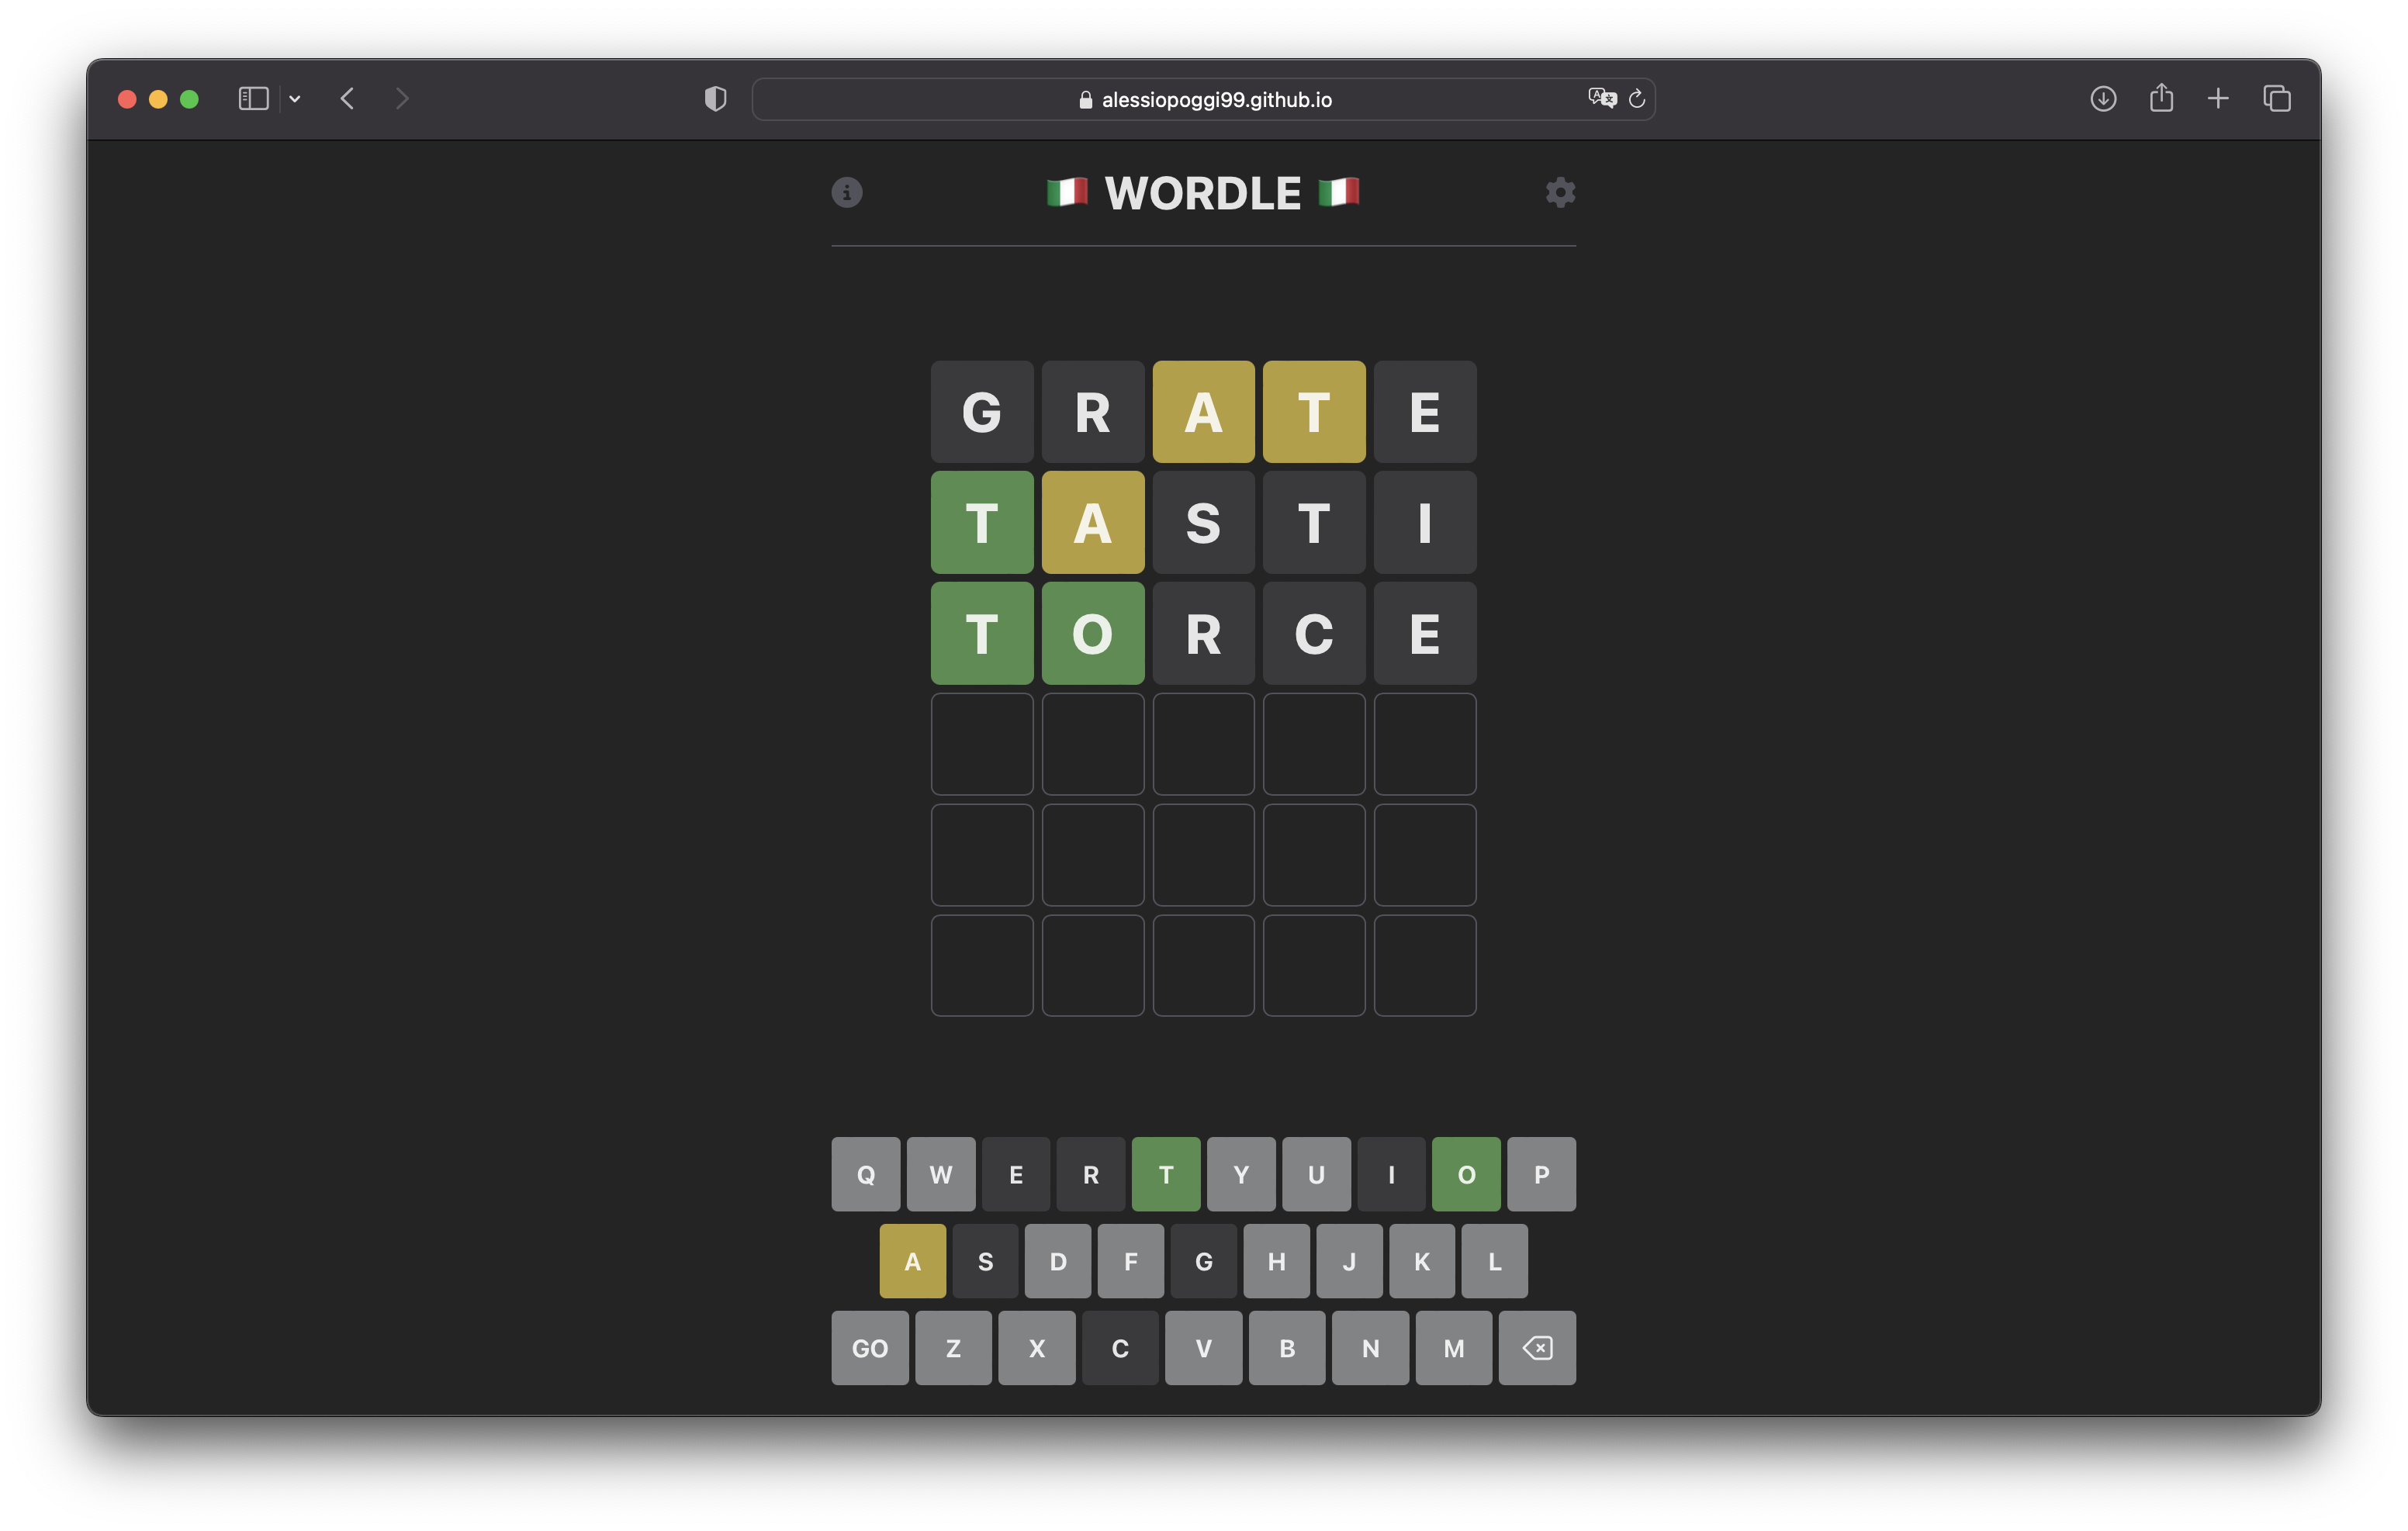 alessiopoggi99.github.io
WORDLE
G R A T E
T A S T I
T O R C E
Q W E R T Y U I O P
A S D F G H J K L
GO Z X C V B N M